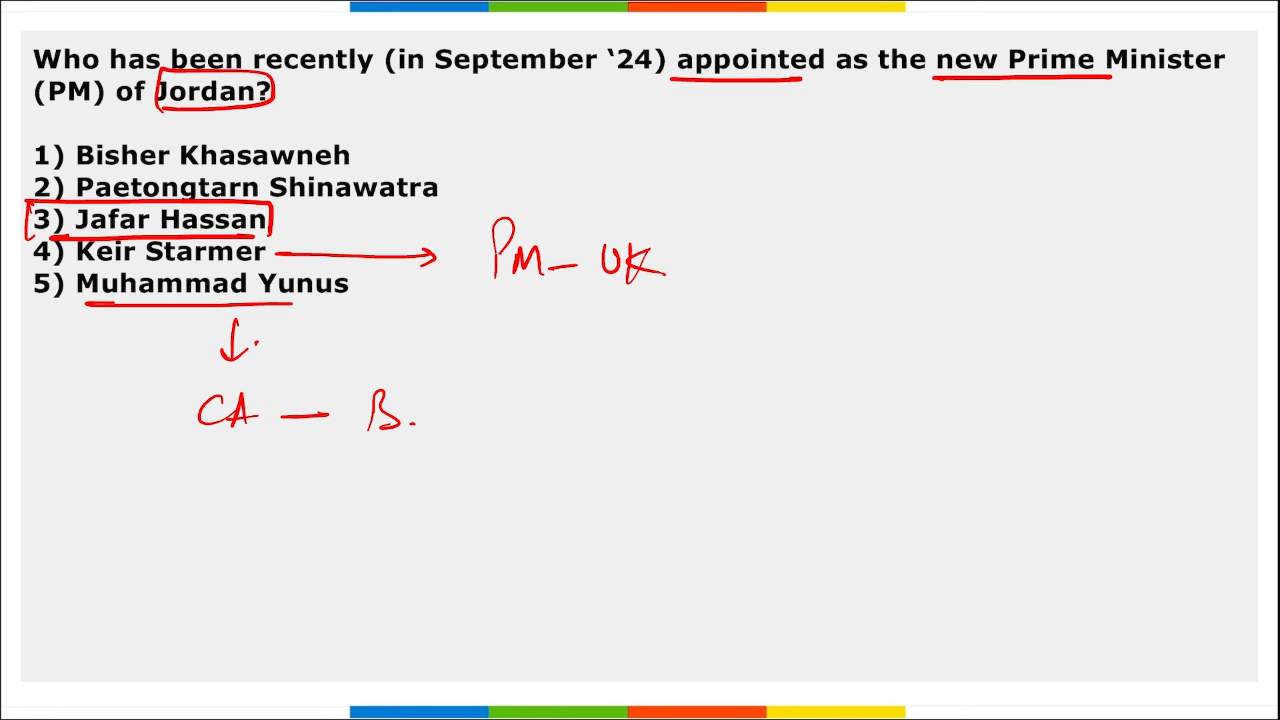 Who has been recently (in September ‘24) appointed as the new Prime Minister
(PM) of Jordan?
1) Bisher Khasawneh
2) Paetongtarn Shinawatra
3) Jafar Hassan
4) Keir Starmer
PM - UK
5) Muhammad Yunus
CA - B.